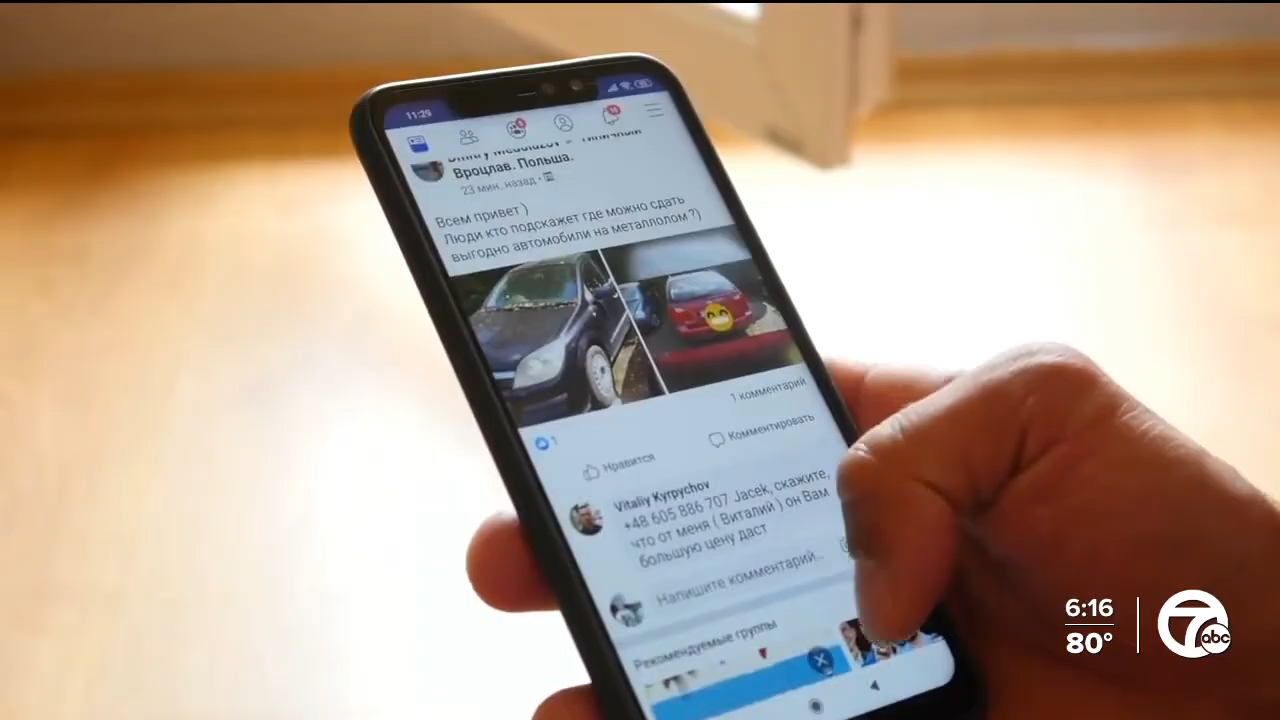 11:29
Вроцлав. Польша.
23 мин. назад
Всем привет )
Люди кто подскажет где можно сдать
выгодно автомобили на металлолом ?)
1 комментарий
1
Нравится
Комментировать
Vitaliy Kyrpychov
+48 605 886 707 Jacek, скажите,
что от меня ( Виталий ) он Вам
большую цену даст
Напишите комментарий...
Рекомендуемые группы
6:16
80°
7
abc